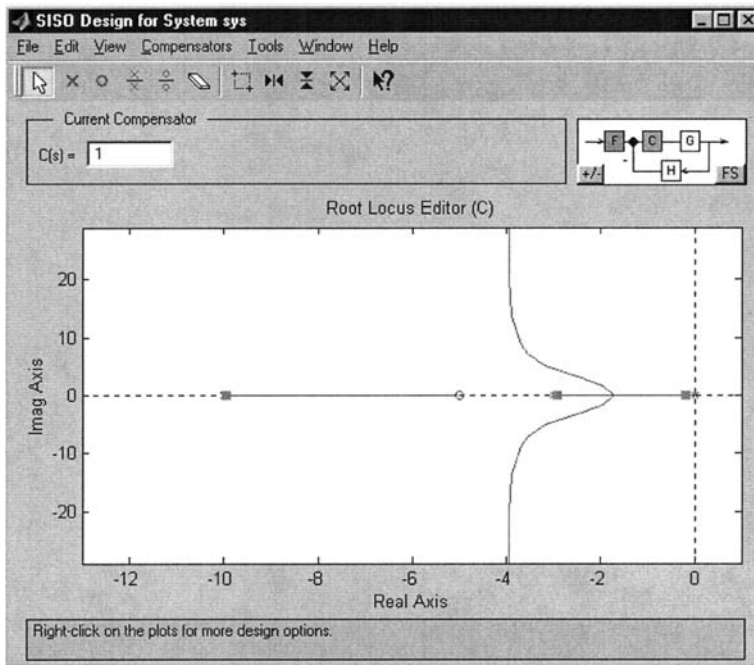 SISO Design for System sys
File Edit View Compensators Tools Window Help
Current Compensator
C(s) = 1
F C G
-
H
+/- FS
Root Locus Editor (C)
Imag Axis
20
10
0
-10
-20
-12 -10 -8 -6 -4 -2 0
Real Axis
Right-click on the plots for more design options.